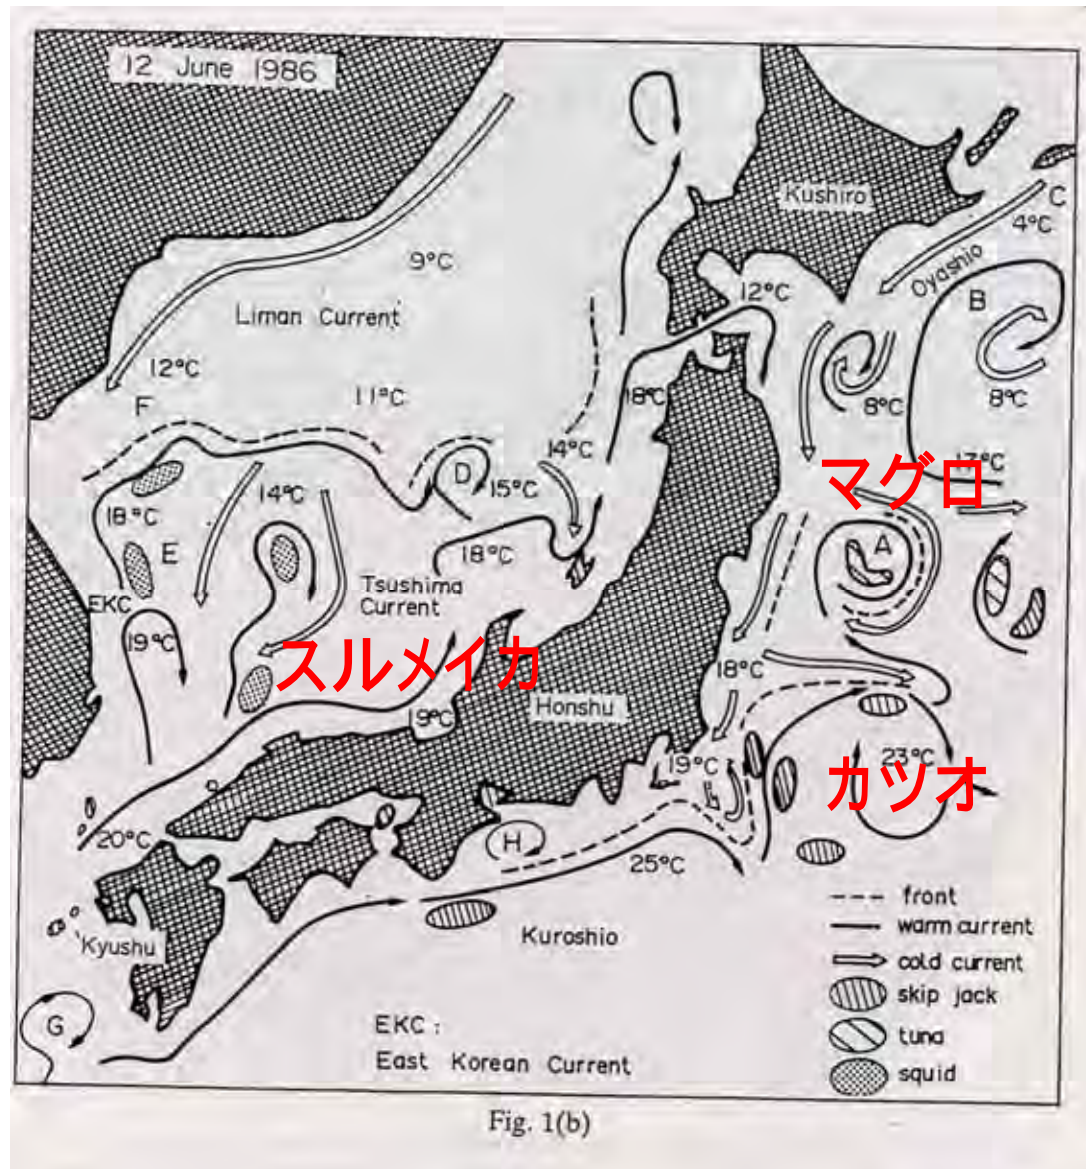 12 June 1986
Kushiro
C
4°C
9°C
Oyashio
12°C
B
Liman Current
12°C
8°C
8°C
F
11°C
18°C
14°C
17°C
マグロ
D
15°C
14°C
18°C
A
18°C
E
Tsushima
Current
EKC
19°C
スルメイカ
18°C
19°C
Honshu
19°C
23°C
カツオ
20°C
H
25°C
front
warm current
Kuroshio
Kyushu
cold current
skip jack
G
EKC :
tuna
East Korean Current
squid
Fig. 1(b)